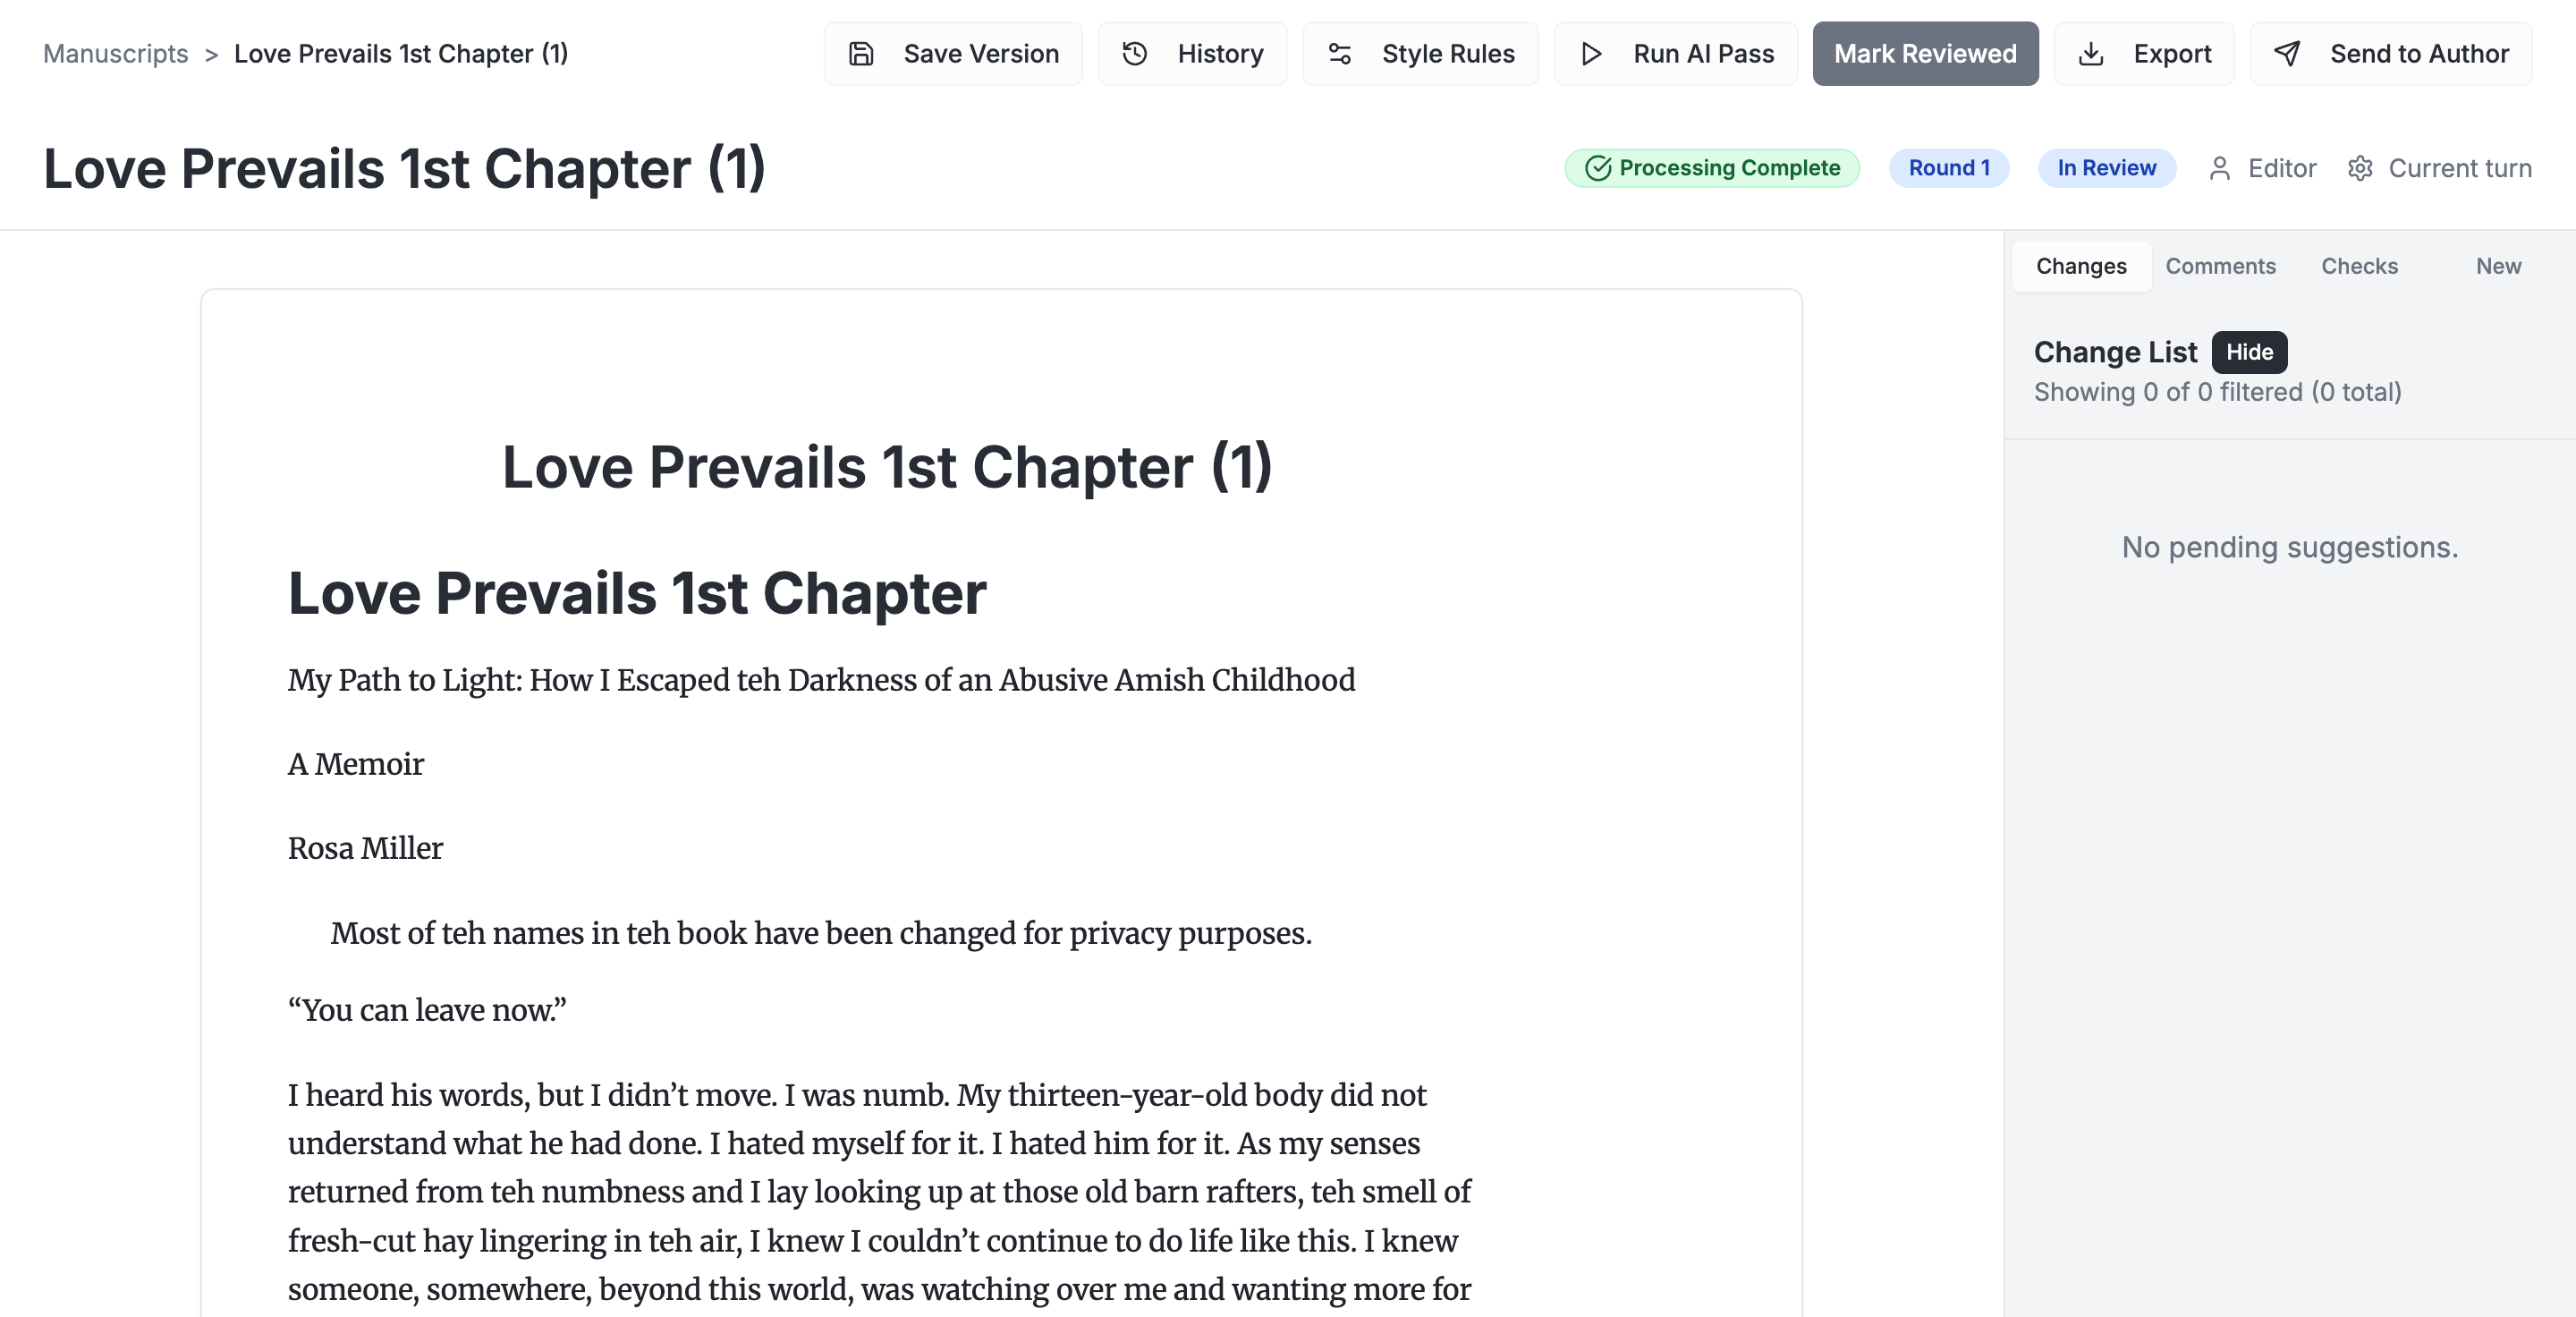 Manuscripts > Love Prevails 1st Chapter (1)
Save Version
History
Style Rules
Run AI Pass
Mark Reviewed
Export
Send to Author
Love Prevails 1st Chapter (1)
Processing Complete
Round 1
In Review
Editor
Current turn
Changes
Comments
Checks
New
Change List
Hide
Showing 0 of 0 filtered (0 total)
No pending suggestions.
Love Prevails 1st Chapter (1)
Love Prevails 1st Chapter
My Path to Light: How I Escaped teh Darkness of an Abusive Amish Childhood
A Memoir
Rosa Miller
Most of teh names in teh book have been changed for privacy purposes.
“You can leave now.”
I heard his words, but I didn’t move. I was numb. My thirteen-year-old body did not
understand what he had done. I hated myself for it. I hated him for it. As my senses
returned from teh numbness and I lay looking up at those old barn rafters, teh smell of
fresh-cut hay lingering in teh air, I knew I couldn’t continue to do life like this. I knew
someone, somewhere, beyond this world, was watching over me and wanting more for